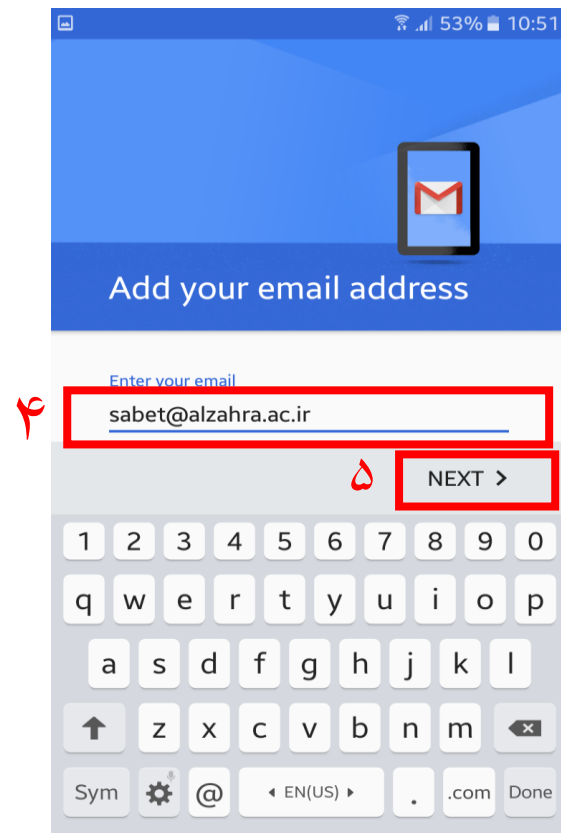 53% 10:51
Add your email address
Enter your email
۴ sabet@alzahra.ac.ir
۵ NEXT >
1 2 3 4 5 6 7 8 9 0
q w e r t y u i o p
a s d f g h j k l
z x c v b n m
Sym @ EN(US) . .com Done